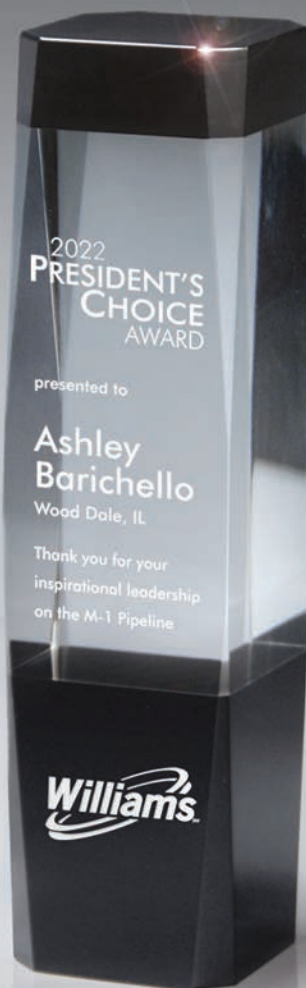 2022
PRESIDENT'S
CHOICE
AWARD
presented to
Ashley
Barichello
Wood Dale, IL
Thank you for your
inspirational leadership
on the M-1 Pipeline
Williams